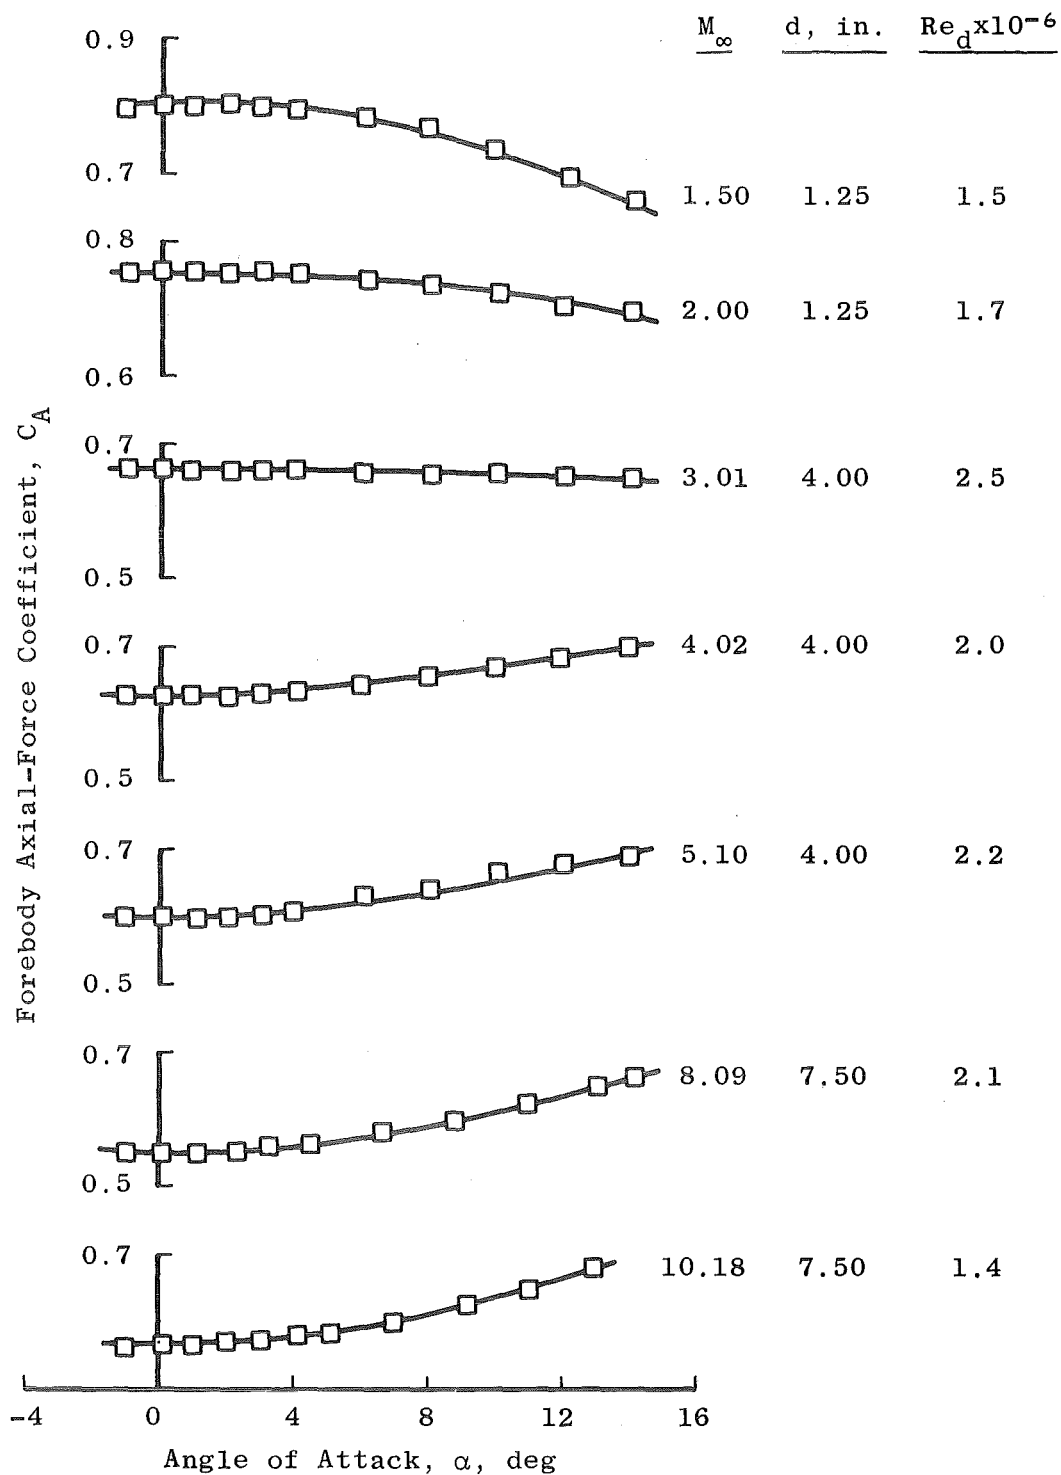 M∞ d, in. Re_d x10⁻⁶
0.9
0.7
1.50 1.25 1.5
0.8
2.00 1.25 1.7
0.6
Forebody Axial-Force Coefficient, C_A
0.7
3.01 4.00 2.5
0.5
0.7
4.02 4.00 2.0
0.5
0.7
5.10 4.00 2.2
0.5
0.7
8.09 7.50 2.1
0.5
0.7
10.18 7.50 1.4
-4 0 4 8 12 16
Angle of Attack, α, deg